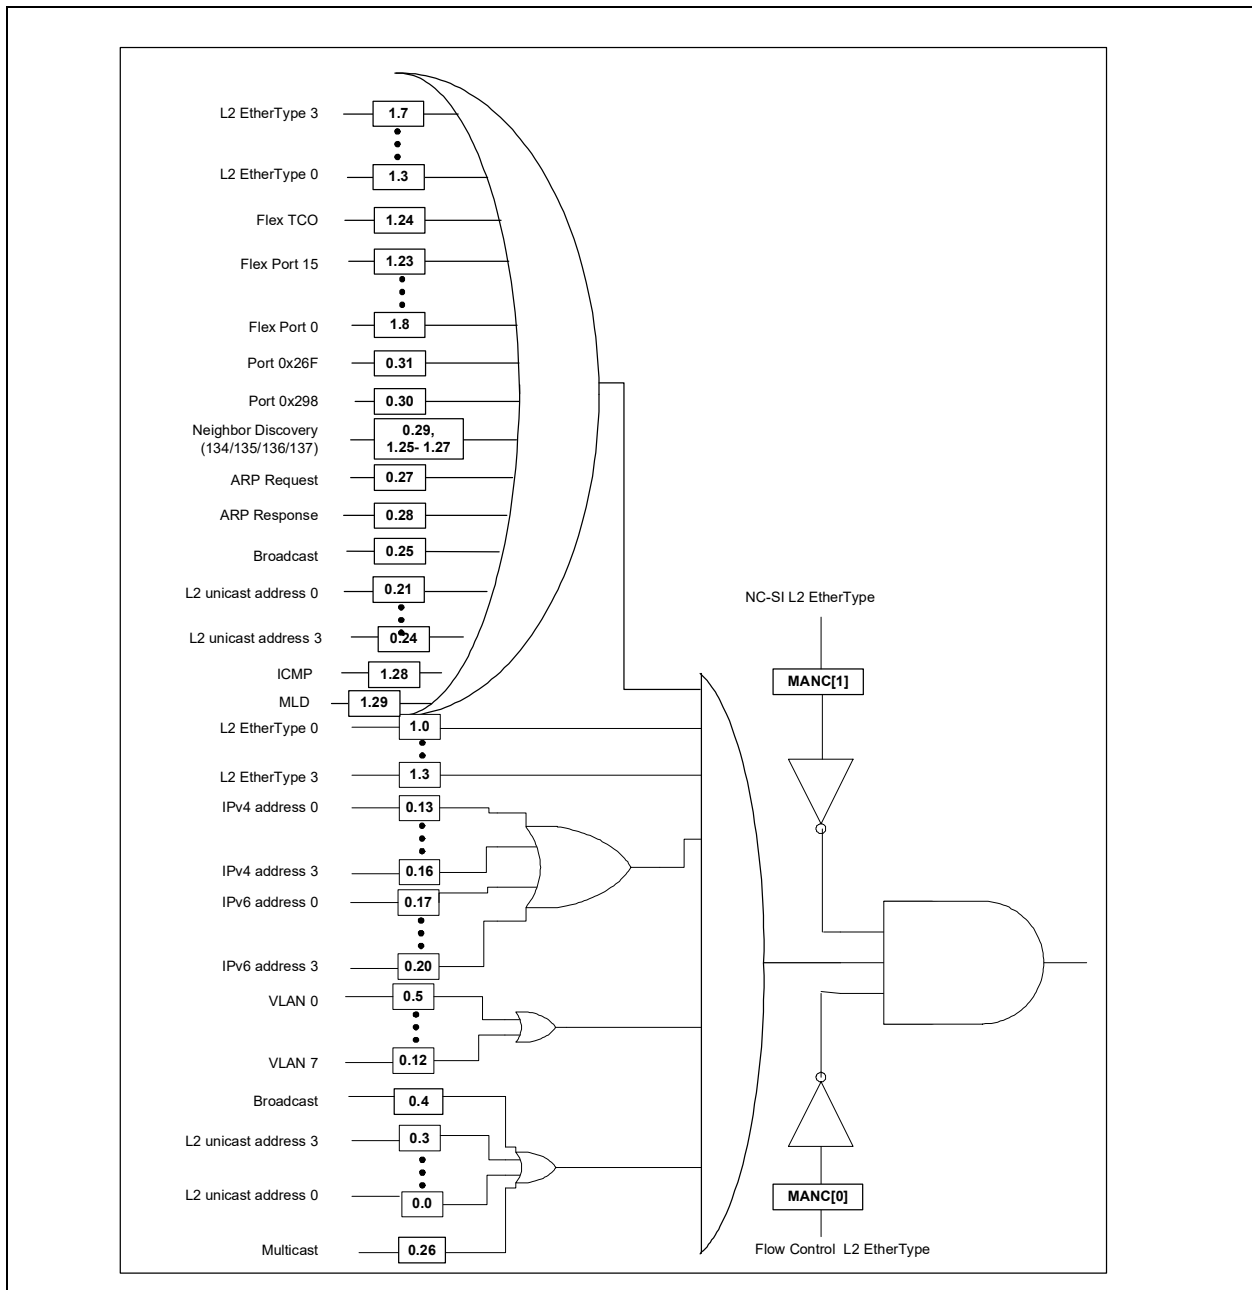 L2 EtherType 3 1.7
L2 EtherType 0 1.3
Flex TCO 1.24
Flex Port 15 1.23
Flex Port 0 1.8
Port 0x26F 0.31
Port 0x298 0.30
Neighbor Discovery 0.29,
(134/135/136/137) 1.25- 1.27
ARP Request 0.27
ARP Response 0.28
Broadcast 0.25
L2 unicast address 0 0.21
L2 unicast address 3 0.24
ICMP 1.28
MLD 1.29
L2 EtherType 0 1.0
L2 EtherType 3 1.3
IPv4 address 0 0.13
IPv4 address 3 0.16
IPv6 address 0 0.17
IPv6 address 3 0.20
VLAN 0 0.5
VLAN 7 0.12
Broadcast 0.4
L2 unicast address 3 0.3
L2 unicast address 0 0.0
Multicast 0.26
NC-SI L2 EtherType
MANC[1]
MANC[0]
Flow Control L2 EtherType